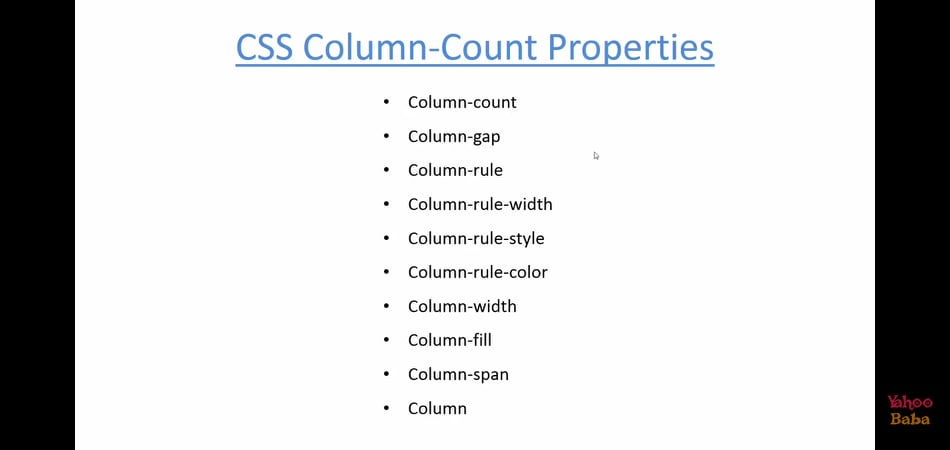 CSS Column-Count Properties
• Column-count
• Column-gap
• Column-rule
• Column-rule-width
• Column-rule-style
• Column-rule-color
• Column-width
• Column-fill
• Column-span
• Column
Yahoo
Baba